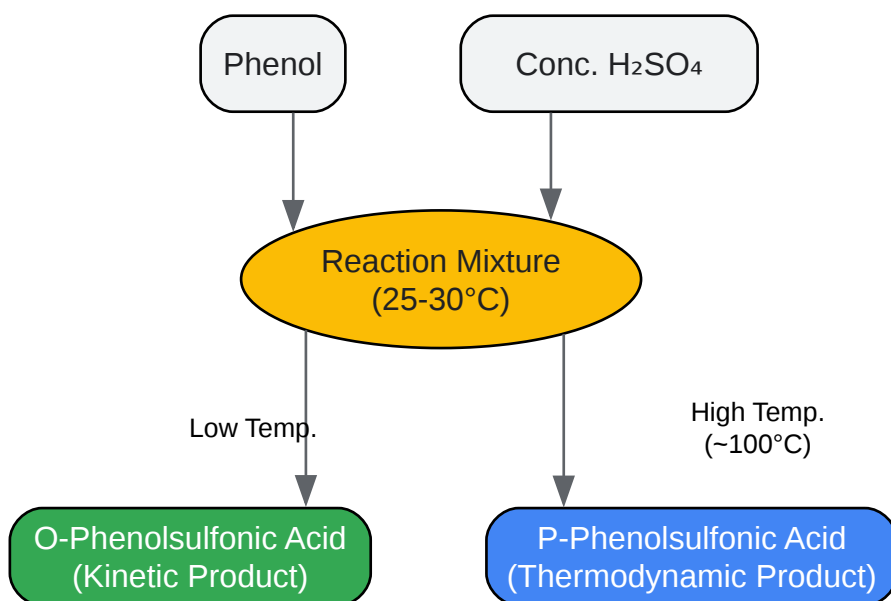 Phenol
Conc. H₂SO₄
Reaction Mixture
(25-30°C)
Low Temp.
High Temp.
(~100°C)
O-Phenolsulfonic Acid
(Kinetic Product)
P-Phenolsulfonic Acid
(Thermodynamic Product)